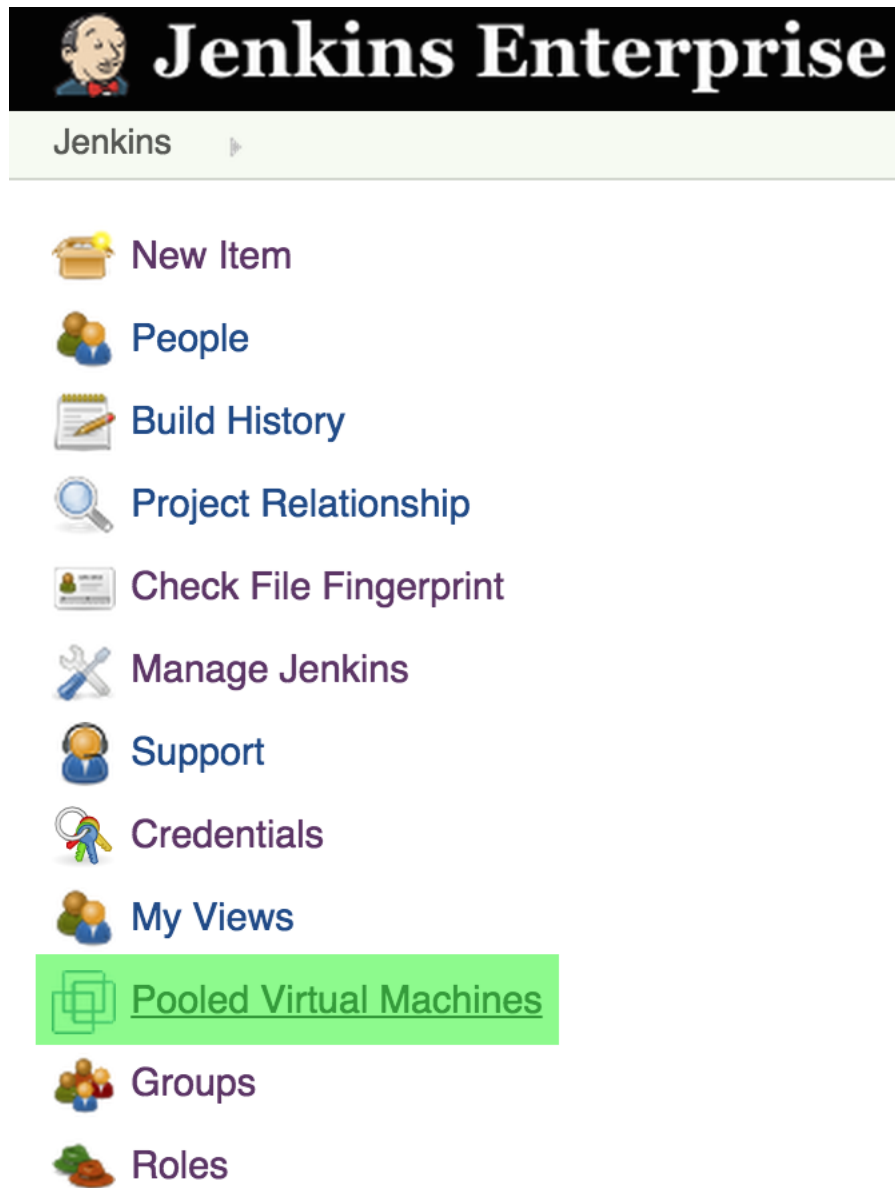 Jenkins Enterprise
Jenkins
New Item
People
Build History
Project Relationship
Check File Fingerprint
Manage Jenkins
Support
Credentials
My Views
Pooled Virtual Machines
Groups
Roles